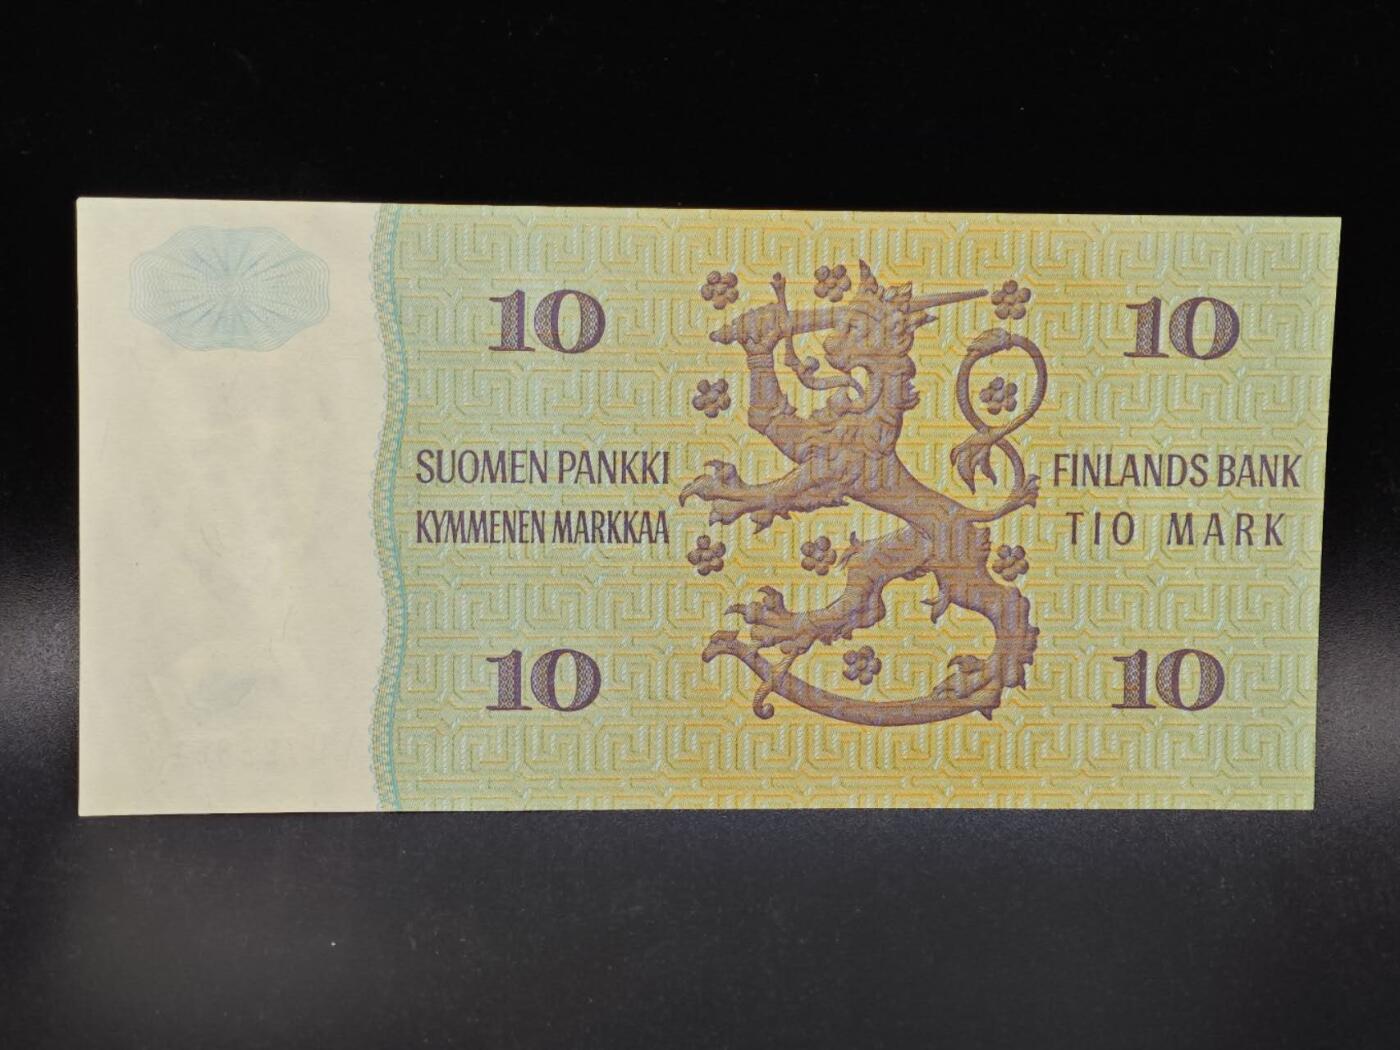 10 10
SUOMEN PANKKI
KYMMENEN MARKKAA
FINLANDS BANK
TIO MARK
10 10